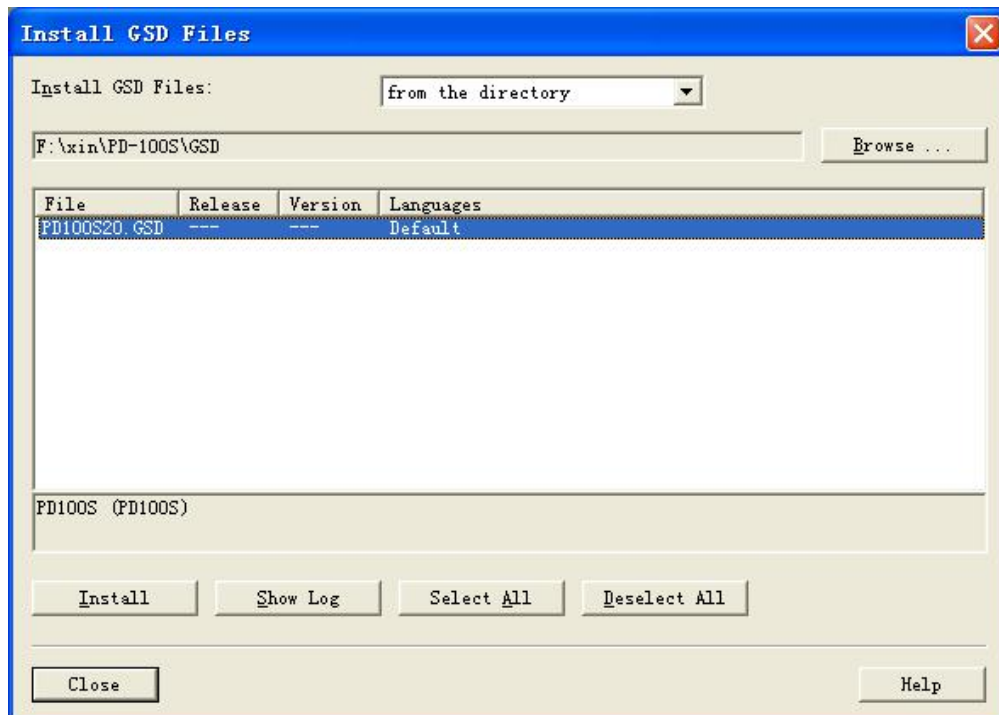 Install GSD Files
Install GSD Files: from the directory
F:\xin\PD-100S\GSD Browse ...
File Release Version Languages
PD100S20.GSD --- --- Default
PD100S (PD100S)
Install Show Log Select All Deselect All
Close Help